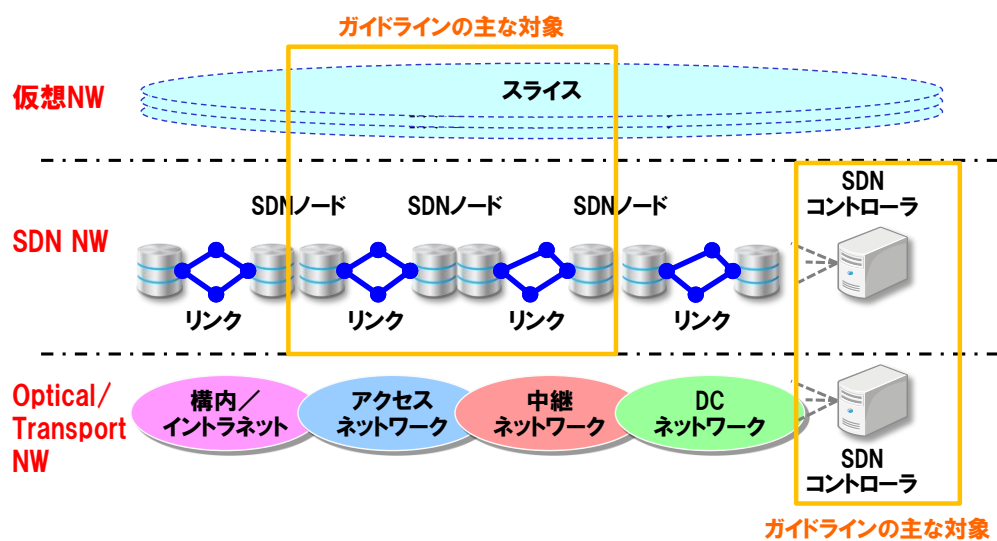 ガイドラインの主な対象
仮想NW
スライス
SDN NW
SDNノード
SDNノード
SDNノード
SDN
コントローラ
リンク
リンク
リンク
リンク
Optical/
Transport
NW
構内／
イントラネット
アクセス
ネットワーク
中継
ネットワーク
DC
ネットワーク
SDN
コントローラ
ガイドラインの主な対象